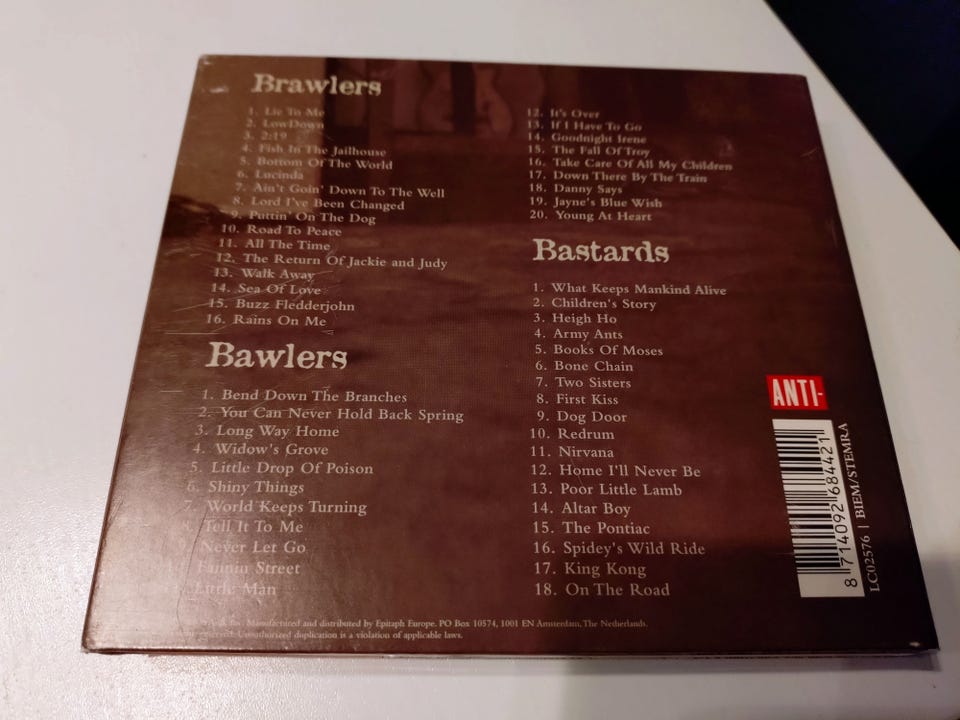 Brawlers
1. Lie To Me
2. LowDown
3. 2:19
4. Fish In The Jailhouse
5. Bottom Of The World
6. Lucinda
7. Ain't Goin' Down To The Well
8. Lord I've Been Changed
9. Puttin' On The Dog
10. Road To Peace
11. All The Time
12. The Return Of Jackie and Judy
13. Walk Away
14. Sea Of Love
15. Buzz Fledderjohn
16. Rains On Me
Bawlers
1. Bend Down The Branches
2. You Can Never Hold Back Spring
3. Long Way Home
4. Widow's Grove
5. Little Drop Of Poison
6. Shiny Things
7. World Keeps Turning
8. Tell It To Me
Never Let Go
Fannin Street
Little Man
12. It's Over
13. If I Have To Go
14. Goodnight Irene
15. The Fall Of Troy
16. Take Care Of All My Children
17. Down There By The Train
18. Danny Says
19. Jayne's Blue Wish
20. Young At Heart
Bastards
1. What Keeps Mankind Alive
2. Children's Story
3. Heigh Ho
4. Army Ants
5. Books Of Moses
6. Bone Chain
7. Two Sisters
8. First Kiss
9. Dog Door
10. Redrum
11. Nirvana
12. Home I'll Never Be
13. Poor Little Lamb
14. Altar Boy
15. The Pontiac
16. Spidey's Wild Ride
17. King Kong
18. On The Road
ANTI-
8 714092 684421
LC02576 | BIEM/STEMRA
Inc. Manufactured and distributed by Epitaph Europe. PO Box 10574, 1001 EN Amsterdam, The Netherlands.
reserved. Unauthorized duplication is a violation of applicable laws.